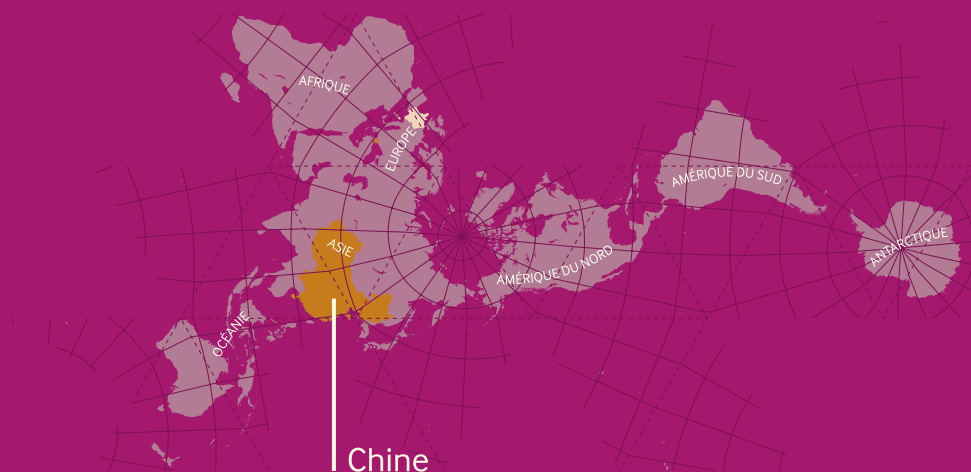 AFRIQUE
EUROPE
AMÉRIQUE DU SUD
ASIE
AMÉRIQUE DU NORD
ANTARCTIQUE
OCÉANIE
Chine